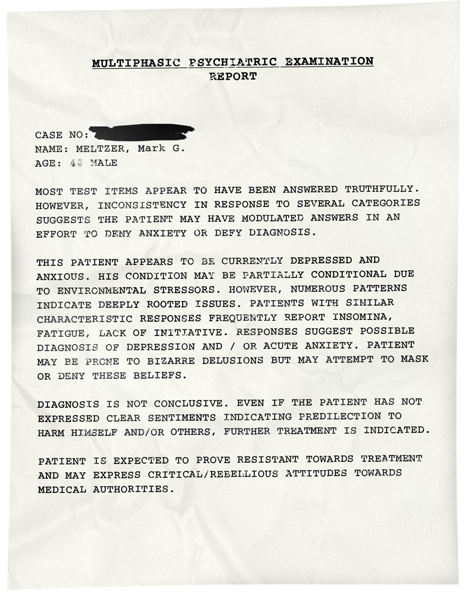 MULTIPHASIC PSYCHIATRIC EXAMINATION
REPORT
CASE NO:
NAME: MELTZER, Mark G.
AGE: MALE
MOST TEST ITEMS APPEAR TO HAVE BEEN ANSWERED TRUTHFULLY.
HOWEVER, INCONSISTENCY IN RESPONSE TO SEVERAL CATEGORIES
SUGGESTS THE PATIENT MAY HAVE MODULATED ANSWERS IN AN
EFFORT TO DENY ANXIETY OR DEFY DIAGNOSIS.
THIS PATIENT APPEARS TO BE CURRENTLY DEPRESSED AND
ANXIOUS. HIS CONDITION MAY BE PARTIALLY CONDITIONAL DUE
TO ENVIRONMENTAL STRESSORS. HOWEVER, NUMEROUS PATTERNS
INDICATE DEEPLY ROOTED ISSUES. PATIENTS WITH SIMILAR
CHARACTERISTIC RESPONSES FREQUENTLY REPORT INSOMINA,
FATIGUE, LACK OF INITIATIVE. RESPONSES SUGGEST POSSIBLE
DIAGNOSIS OF DEPRESSION AND / OR ACUTE ANXIETY. PATIENT
MAY BE PRONE TO BIZARRE DELUSIONS BUT MAY ATTEMPT TO MASK
OR DENY THESE BELIEFS.
DIAGNOSIS IS NOT CONCLUSIVE. EVEN IF THE PATIENT HAS NOT
EXPRESSED CLEAR SENTIMENTS INDICATING PREDILECTION TO
HARM HIMSELF AND/OR OTHERS, FURTHER TREATMENT IS INDICATED.
PATIENT IS EXPECTED TO PROVE RESISTANT TOWARDS TREATMENT
AND MAY EXPRESS CRITICAL/REBELLIOUS ATTITUDES TOWARDS
MEDICAL AUTHORITIES.